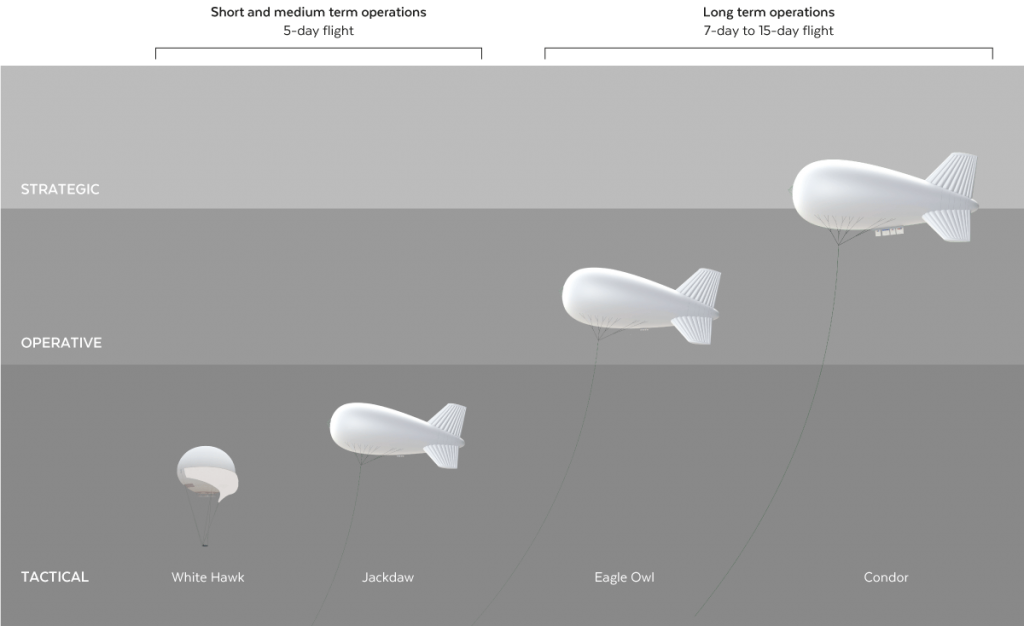 Short and medium term operations
5-day flight
Long term operations
7-day to 15-day flight
STRATEGIC
OPERATIVE
TACTICAL
White Hawk
Jackdaw
Eagle Owl
Condor